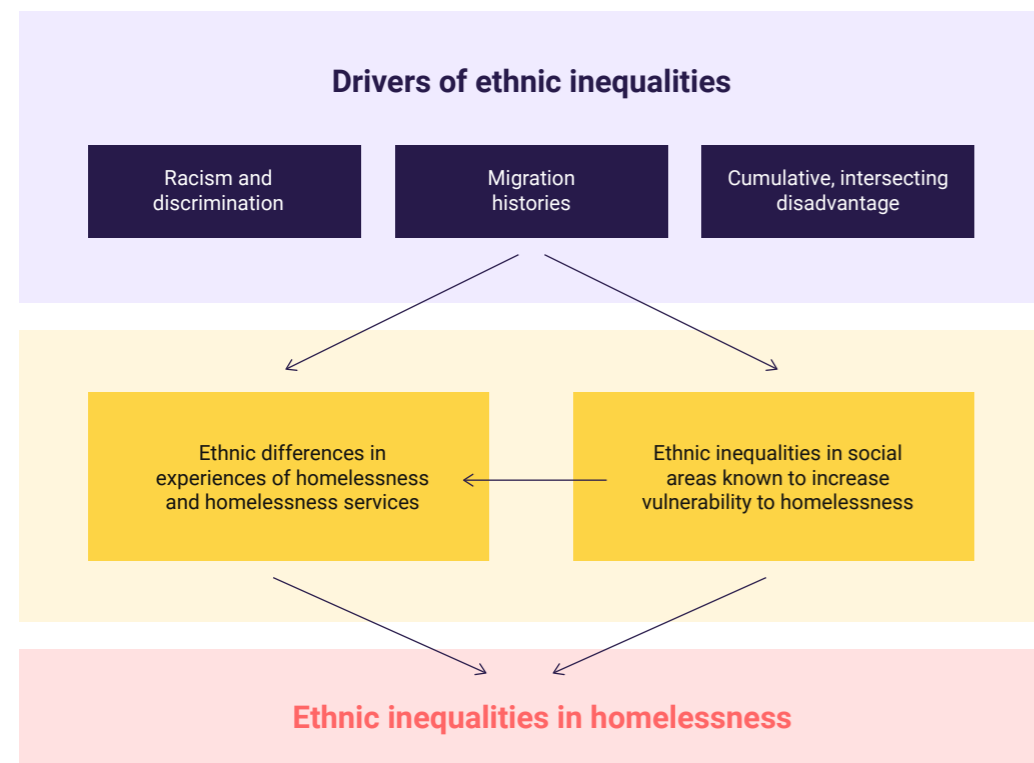 Drivers of ethnic inequalities
Racism and
discrimination
Migration
histories
Cumulative, intersecting
disadvantage
Ethnic differences in
experiences of homelessness
and homelessness services
Ethnic inequalities in social
areas known to increase
vulnerability to homelessness
Ethnic inequalities in homelessness